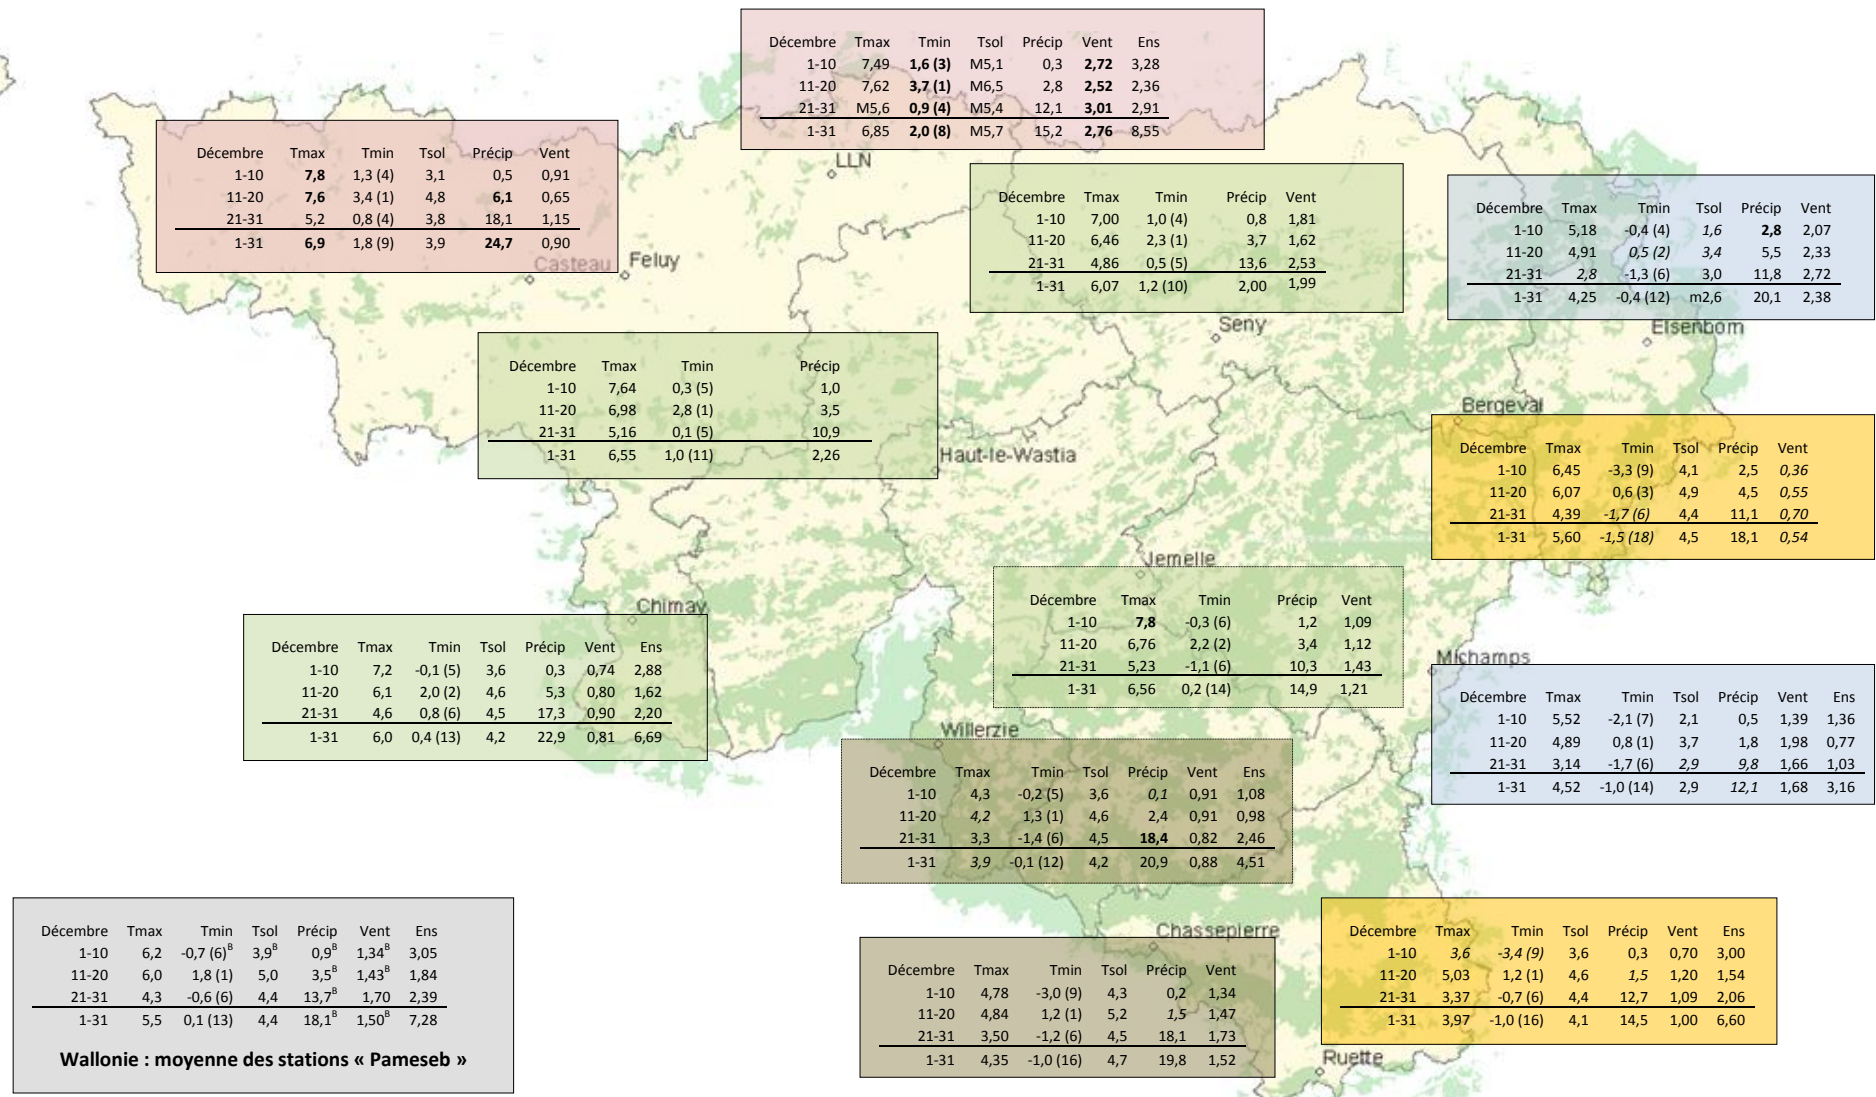 Décembre Tmax Tmin Tsol Précip Vent Ens
1-10 7,49 1,6 (3) M5,1 0,3 2,72 3,28
11-20 7,62 3,7 (1) M6,5 2,8 2,52 2,36
21-31 M5,6 0,9 (4) M5,4 12,1 3,01 2,91
1-31 6,85 2,0 (8) M5,7 15,2 2,76 8,55
LLN
Décembre Tmax Tmin Tsol Précip Vent
1-10 7,8 1,3 (4) 3,1 0,5 0,91
11-20 7,6 3,4 (1) 4,8 6,1 0,65
21-31 5,2 0,8 (4) 3,8 18,1 1,15
1-31 6,9 1,8 (9) 3,9 24,7 0,90
Casteau Feluy
Décembre Tmax Tmin Précip Vent
1-10 7,00 1,0 (4) 0,8 1,81
11-20 6,46 2,3 (1) 3,7 1,62
21-31 4,86 0,5 (5) 13,6 2,53
1-31 6,07 1,2 (10) 2,00 1,99
Seny
Décembre Tmax Tmin Tsol Précip Vent
1-10 5,18 -0,4 (4) 1,6 2,8 2,07
11-20 4,91 0,5 (2) 3,4 5,5 2,33
21-31 2,8 -1,3 (6) 3,0 11,8 2,72
1-31 4,25 -0,4 (12) m2,6 20,1 2,38
Elsenborn
Décembre Tmax Tmin Précip
1-10 7,64 0,3 (5) 1,0
11-20 6,98 2,8 (1) 3,5
21-31 5,16 0,1 (5) 10,9
1-31 6,55 1,0 (11) 2,26
Haut-le-Wastia
Bergeval
Décembre Tmax Tmin Tsol Précip Vent
1-10 6,45 -3,3 (9) 4,1 2,5 0,36
11-20 6,07 0,6 (3) 4,9 4,5 0,55
21-31 4,39 -1,7 (6) 4,4 11,1 0,70
1-31 5,60 -1,5 (18) 4,5 18,1 0,54
Jemelle
Décembre Tmax Tmin Précip Vent
1-10 7,8 -0,3 (6) 1,2 1,09
11-20 6,76 2,2 (2) 3,4 1,12
21-31 5,23 -1,1 (6) 10,3 1,43
1-31 6,56 0,2 (14) 14,9 1,21
Chimay
Décembre Tmax Tmin Tsol Précip Vent Ens
1-10 7,2 -0,1 (5) 3,6 0,3 0,74 2,88
11-20 6,1 2,0 (2) 4,6 5,3 0,80 1,62
21-31 4,6 0,8 (6) 4,5 17,3 0,90 2,20
1-31 6,0 0,4 (13) 4,2 22,9 0,81 6,69
Michamps
Décembre Tmax Tmin Tsol Précip Vent Ens
1-10 5,52 -2,1 (7) 2,1 0,5 1,39 1,36
11-20 4,89 0,8 (1) 3,7 1,8 1,98 0,77
21-31 3,14 -1,7 (6) 2,9 9,8 1,66 1,03
1-31 4,52 -1,0 (14) 2,9 12,1 1,68 3,16
Willerzie
Décembre Tmax Tmin Tsol Précip Vent Ens
1-10 4,3 -0,2 (5) 3,6 0,1 0,91 1,08
11-20 4,2 1,3 (1) 4,6 2,4 0,91 0,98
21-31 3,3 -1,4 (6) 4,5 18,4 0,82 2,46
1-31 3,9 -0,1 (12) 4,2 20,9 0,88 4,51
Décembre Tmax Tmin Tsol Précip Vent Ens
1-10 6,2 -0,7 (6)B 3,9B 0,9B 1,34B 3,05
11-20 6,0 1,8 (1) 5,0 3,5B 1,43B 1,84
21-31 4,3 -0,6 (6) 4,4 13,7B 1,70 2,39
1-31 5,5 0,1 (13) 4,4 18,1B 1,50B 7,28
Wallonie : moyenne des stations « Pameseb »
Chassepierre
Décembre Tmax Tmin Tsol Précip Vent
1-10 4,78 -3,0 (9) 4,3 0,2 1,34
11-20 4,84 1,2 (1) 5,2 1,5 1,47
21-31 3,50 -1,2 (6) 4,5 18,1 1,73
1-31 4,35 -1,0 (16) 4,7 19,8 1,52
Décembre Tmax Tmin Tsol Précip Vent Ens
1-10 3,6 -3,4 (9) 3,6 0,3 0,70 3,00
11-20 5,03 1,2 (1) 4,6 1,5 1,20 1,54
21-31 3,37 -0,7 (6) 4,4 12,7 1,09 2,06
1-31 3,97 -1,0 (16) 4,1 14,5 1,00 6,60
Ruette